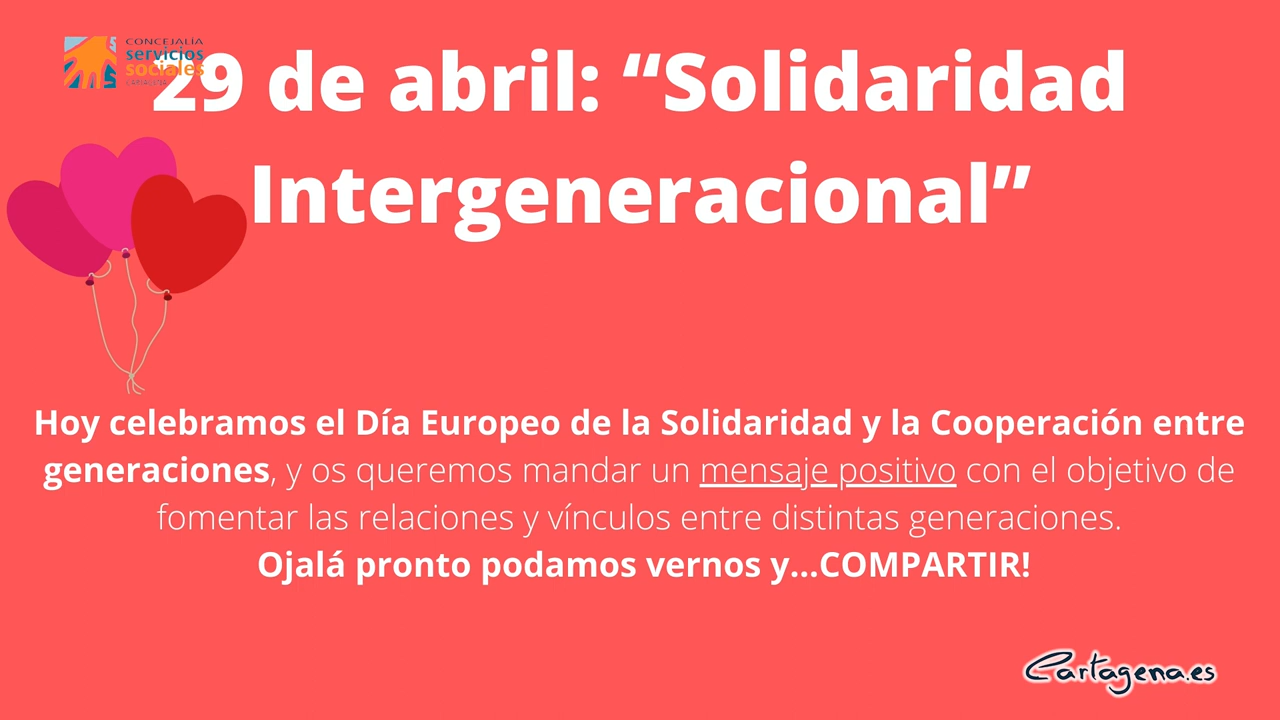 CONCEJALÍA
servicios
sociales
29 de abril: “Solidaridad
Intergeneracional”
Hoy celebramos el Día Europeo de la Solidaridad y la Cooperación entre
generaciones, y os queremos mandar un mensaje positivo con el objetivo de
fomentar las relaciones y vínculos entre distintas generaciones.
Ojalá pronto podamos vernos y...COMPARTIR!
Cartagena.es